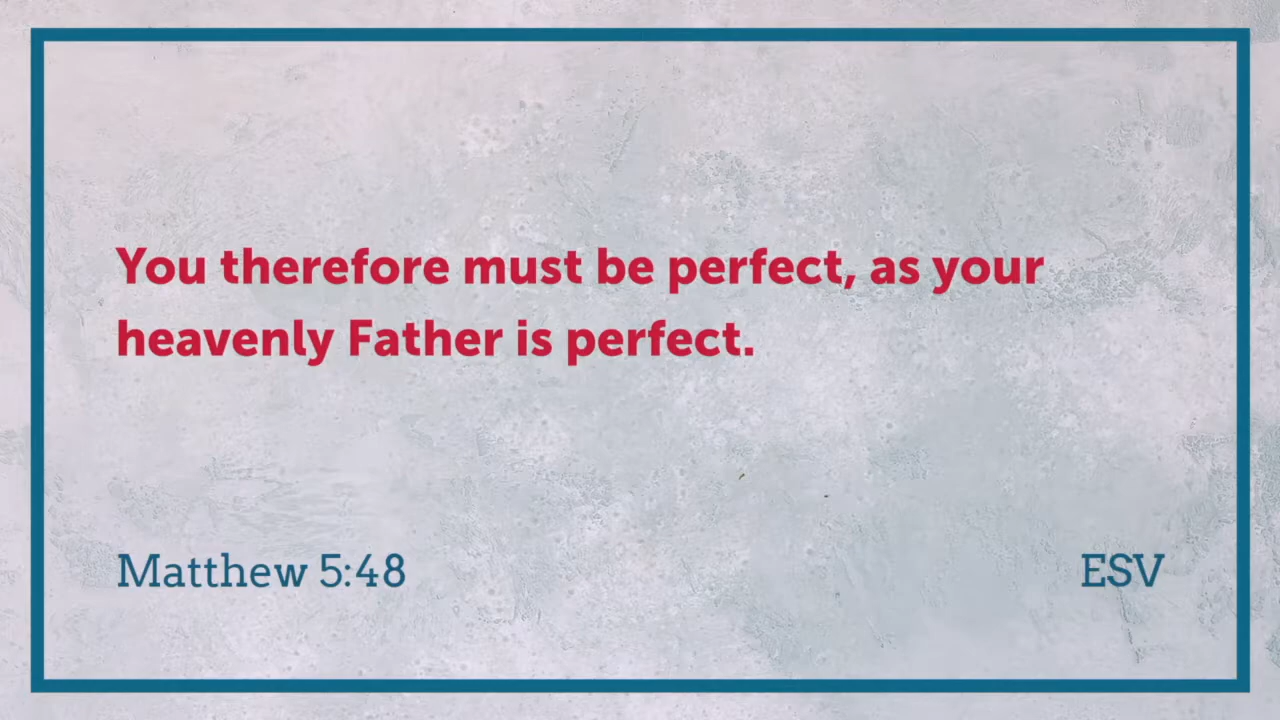 You therefore must be perfect, as your
heavenly Father is perfect.
Matthew 5:48
ESV